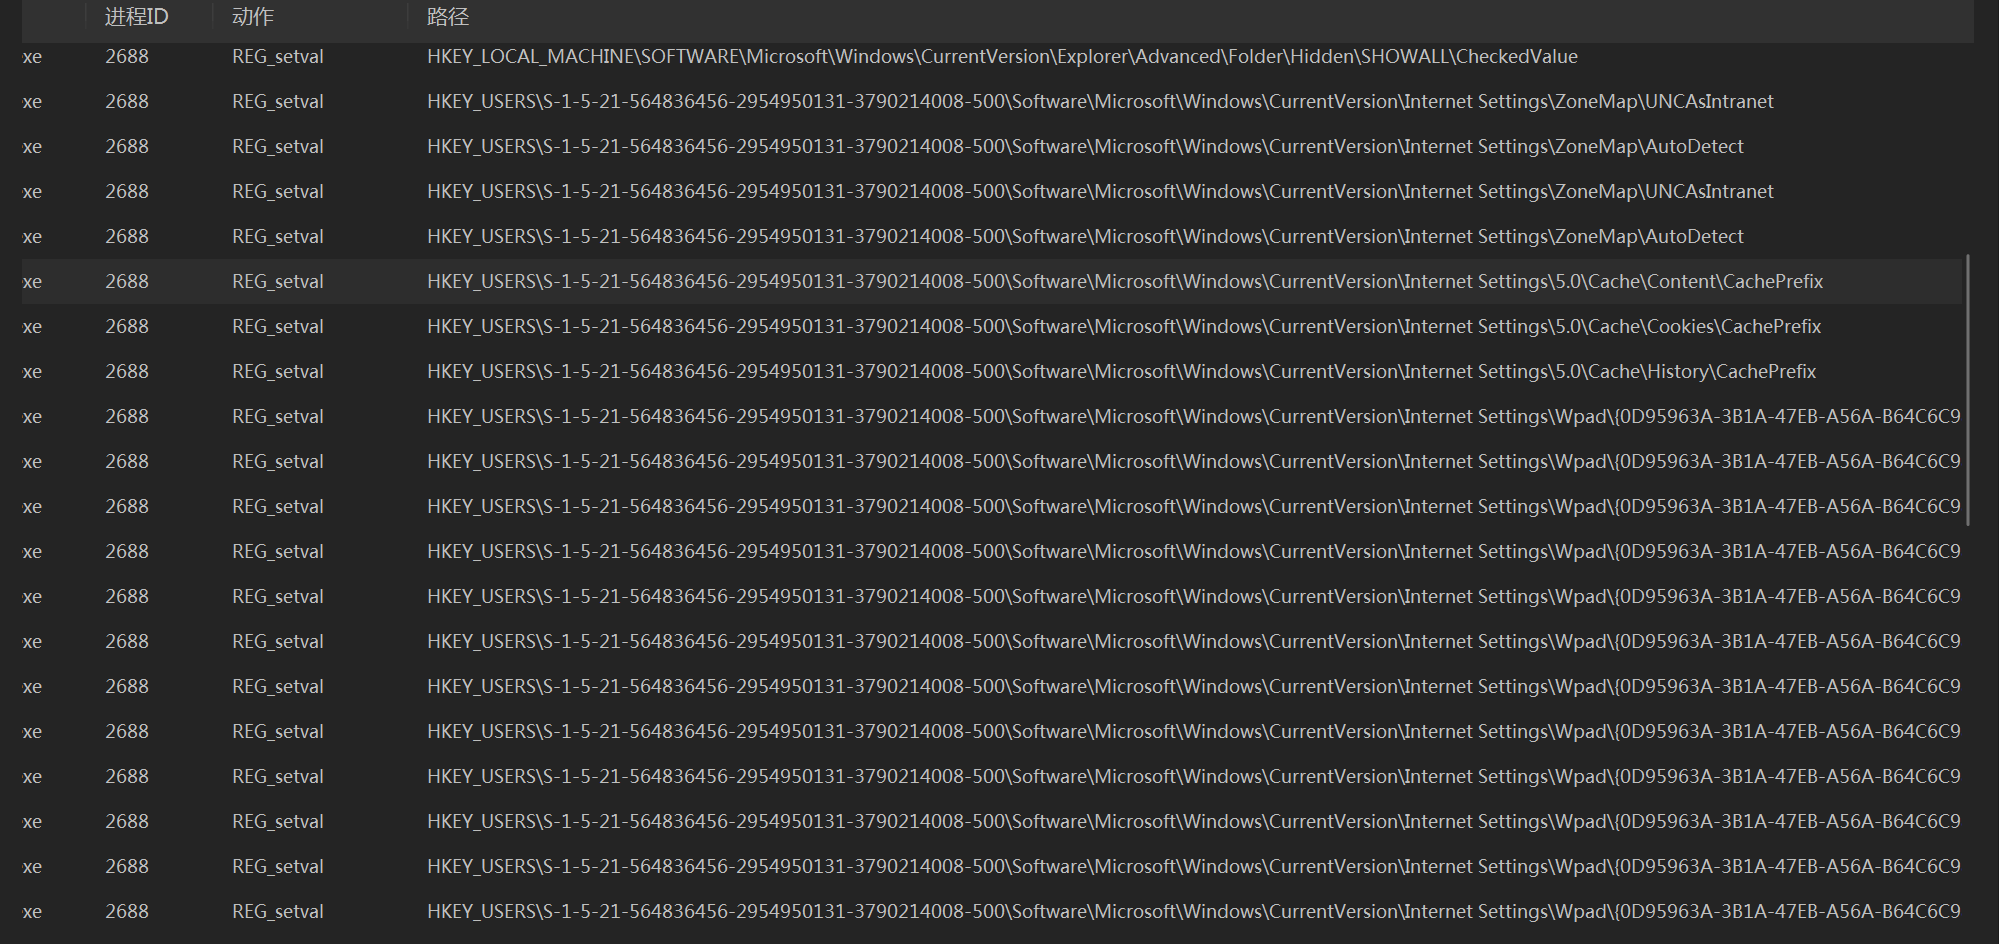 进程ID 动作 路径
xe 2688 REG_setval HKEY_LOCAL_MACHINE\SOFTWARE\Microsoft\Windows\CurrentVersion\Explorer\Advanced\Folder\Hidden\SHOWALL\CheckedValue
xe 2688 REG_setval HKEY_USERS\S-1-5-21-564836456-2954950131-3790214008-500\Software\Microsoft\Windows\CurrentVersion\Internet Settings\ZoneMap\UNCAsIntranet
xe 2688 REG_setval HKEY_USERS\S-1-5-21-564836456-2954950131-3790214008-500\Software\Microsoft\Windows\CurrentVersion\Internet Settings\ZoneMap\AutoDetect
xe 2688 REG_setval HKEY_USERS\S-1-5-21-564836456-2954950131-3790214008-500\Software\Microsoft\Windows\CurrentVersion\Internet Settings\ZoneMap\UNCAsIntranet
xe 2688 REG_setval HKEY_USERS\S-1-5-21-564836456-2954950131-3790214008-500\Software\Microsoft\Windows\CurrentVersion\Internet Settings\ZoneMap\AutoDetect
xe 2688 REG_setval HKEY_USERS\S-1-5-21-564836456-2954950131-3790214008-500\Software\Microsoft\Windows\CurrentVersion\Internet Settings\5.0\Cache\Content\CachePrefix
xe 2688 REG_setval HKEY_USERS\S-1-5-21-564836456-2954950131-3790214008-500\Software\Microsoft\Windows\CurrentVersion\Internet Settings\5.0\Cache\Cookies\CachePrefix
xe 2688 REG_setval HKEY_USERS\S-1-5-21-564836456-2954950131-3790214008-500\Software\Microsoft\Windows\CurrentVersion\Internet Settings\5.0\Cache\History\CachePrefix
xe 2688 REG_setval HKEY_USERS\S-1-5-21-564836456-2954950131-3790214008-500\Software\Microsoft\Windows\CurrentVersion\Internet Settings\Wpad\{0D95963A-3B1A-47EB-A56A-B64C6C9
xe 2688 REG_setval HKEY_USERS\S-1-5-21-564836456-2954950131-3790214008-500\Software\Microsoft\Windows\CurrentVersion\Internet Settings\Wpad\{0D95963A-3B1A-47EB-A56A-B64C6C9
xe 2688 REG_setval HKEY_USERS\S-1-5-21-564836456-2954950131-3790214008-500\Software\Microsoft\Windows\CurrentVersion\Internet Settings\Wpad\{0D95963A-3B1A-47EB-A56A-B64C6C9
xe 2688 REG_setval HKEY_USERS\S-1-5-21-564836456-2954950131-3790214008-500\Software\Microsoft\Windows\CurrentVersion\Internet Settings\Wpad\{0D95963A-3B1A-47EB-A56A-B64C6C9
xe 2688 REG_setval HKEY_USERS\S-1-5-21-564836456-2954950131-3790214008-500\Software\Microsoft\Windows\CurrentVersion\Internet Settings\Wpad\{0D95963A-3B1A-47EB-A56A-B64C6C9
xe 2688 REG_setval HKEY_USERS\S-1-5-21-564836456-2954950131-3790214008-500\Software\Microsoft\Windows\CurrentVersion\Internet Settings\Wpad\{0D95963A-3B1A-47EB-A56A-B64C6C9
xe 2688 REG_setval HKEY_USERS\S-1-5-21-564836456-2954950131-3790214008-500\Software\Microsoft\Windows\CurrentVersion\Internet Settings\Wpad\{0D95963A-3B1A-47EB-A56A-B64C6C9
xe 2688 REG_setval HKEY_USERS\S-1-5-21-564836456-2954950131-3790214008-500\Software\Microsoft\Windows\CurrentVersion\Internet Settings\Wpad\{0D95963A-3B1A-47EB-A56A-B64C6C9
xe 2688 REG_setval HKEY_USERS\S-1-5-21-564836456-2954950131-3790214008-500\Software\Microsoft\Windows\CurrentVersion\Internet Settings\Wpad\{0D95963A-3B1A-47EB-A56A-B64C6C9
xe 2688 REG_setval HKEY_USERS\S-1-5-21-564836456-2954950131-3790214008-500\Software\Microsoft\Windows\CurrentVersion\Internet Settings\Wpad\{0D95963A-3B1A-47EB-A56A-B64C6C9
xe 2688 REG_setval HKEY_USERS\S-1-5-21-564836456-2954950131-3790214008-500\Software\Microsoft\Windows\CurrentVersion\Internet Settings\Wpad\{0D95963A-3B1A-47EB-A56A-B64C6C9
xe 2688 REG_setval HKEY_USERS\S-1-5-21-564836456-2954950131-3790214008-500\Software\Microsoft\Windows\CurrentVersion\Internet Settings\Wpad\{0D95963A-3B1A-47EB-A56A-B64C6C9